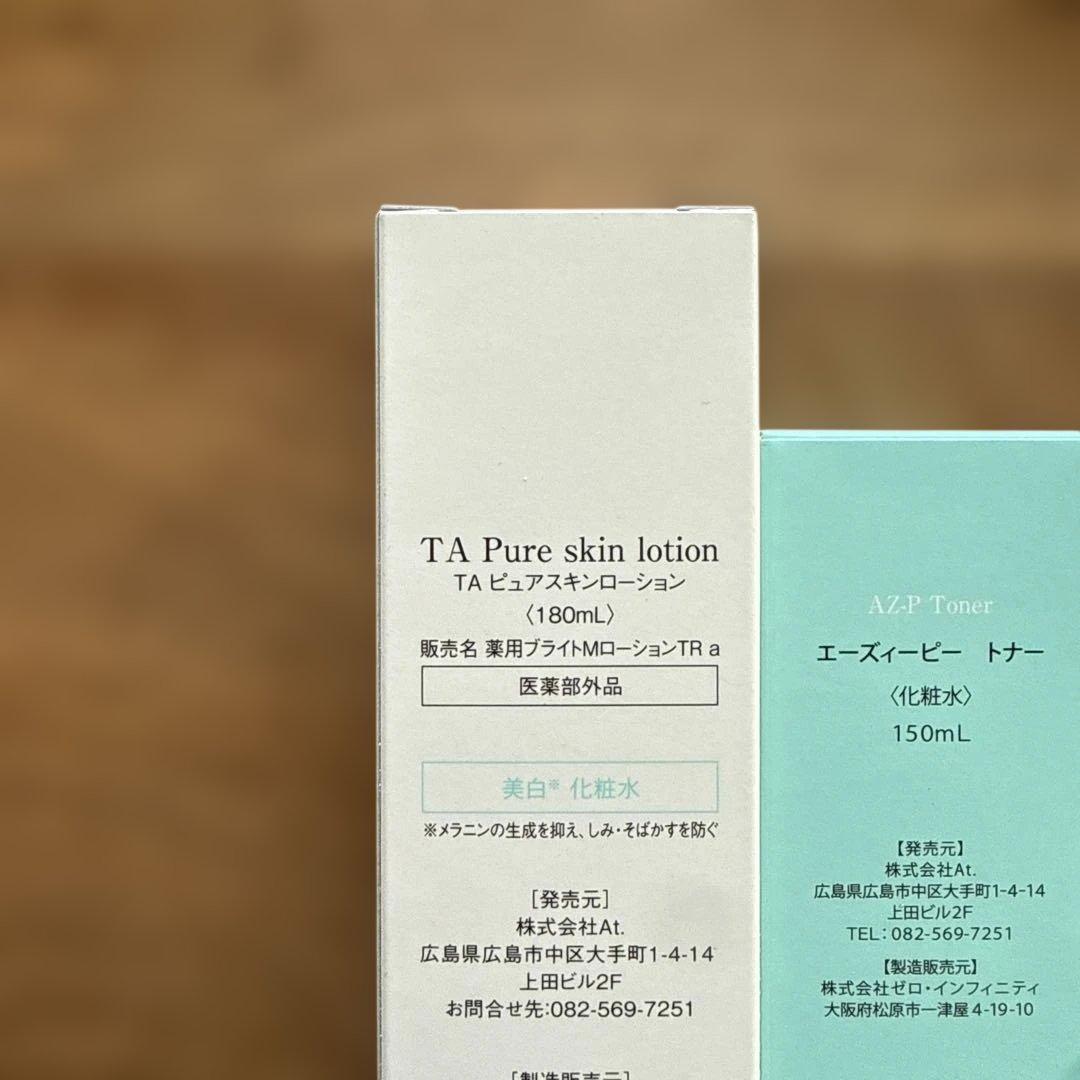 TA Pure skin lotion
TA ピュアスキンローション
〈180mL〉
販売名 薬用ブライトMローションTR a
医薬部外品
美白※ 化粧水
※メラニンの生成を抑え、しみ・そばかすを防ぐ
[発売元]
株式会社At.
広島県広島市中区大手町1-4-14
上田ビル2F
お問合せ先:082-569-7251
[製造販売元]
AZ-P Toner
エーズィーピー　トナー
〈化粧水〉
150mL
【発売元】
株式会社At.
広島県広島市中区大手町1-4-14
上田ビル2F
TEL:082-569-7251
【製造販売元】
株式会社ゼロ・インフィニティ
大阪府松原市一津屋4-19-10